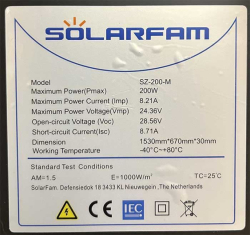 SOLARFAM
Model SZ-200-M
Maximum Power(Pmax) 200W
Maximum Power Current (Imp) 8.21A
Maximum Power Voltage(Vmp) 24.36V
Open-circuit Voltage (Voc) 28.56V
Short-circuit Current(Isc) 8.71A
Dimension 1530mm*670mm*30mm
Working Temperature -40°C~+80°C
Standard Test Conditions
AM=1.5 E=1000W/m² TC=25°C
SolarFam. Defensiedok 18 3433 KL Nieuwegein ,The Netherlands
CE IEC